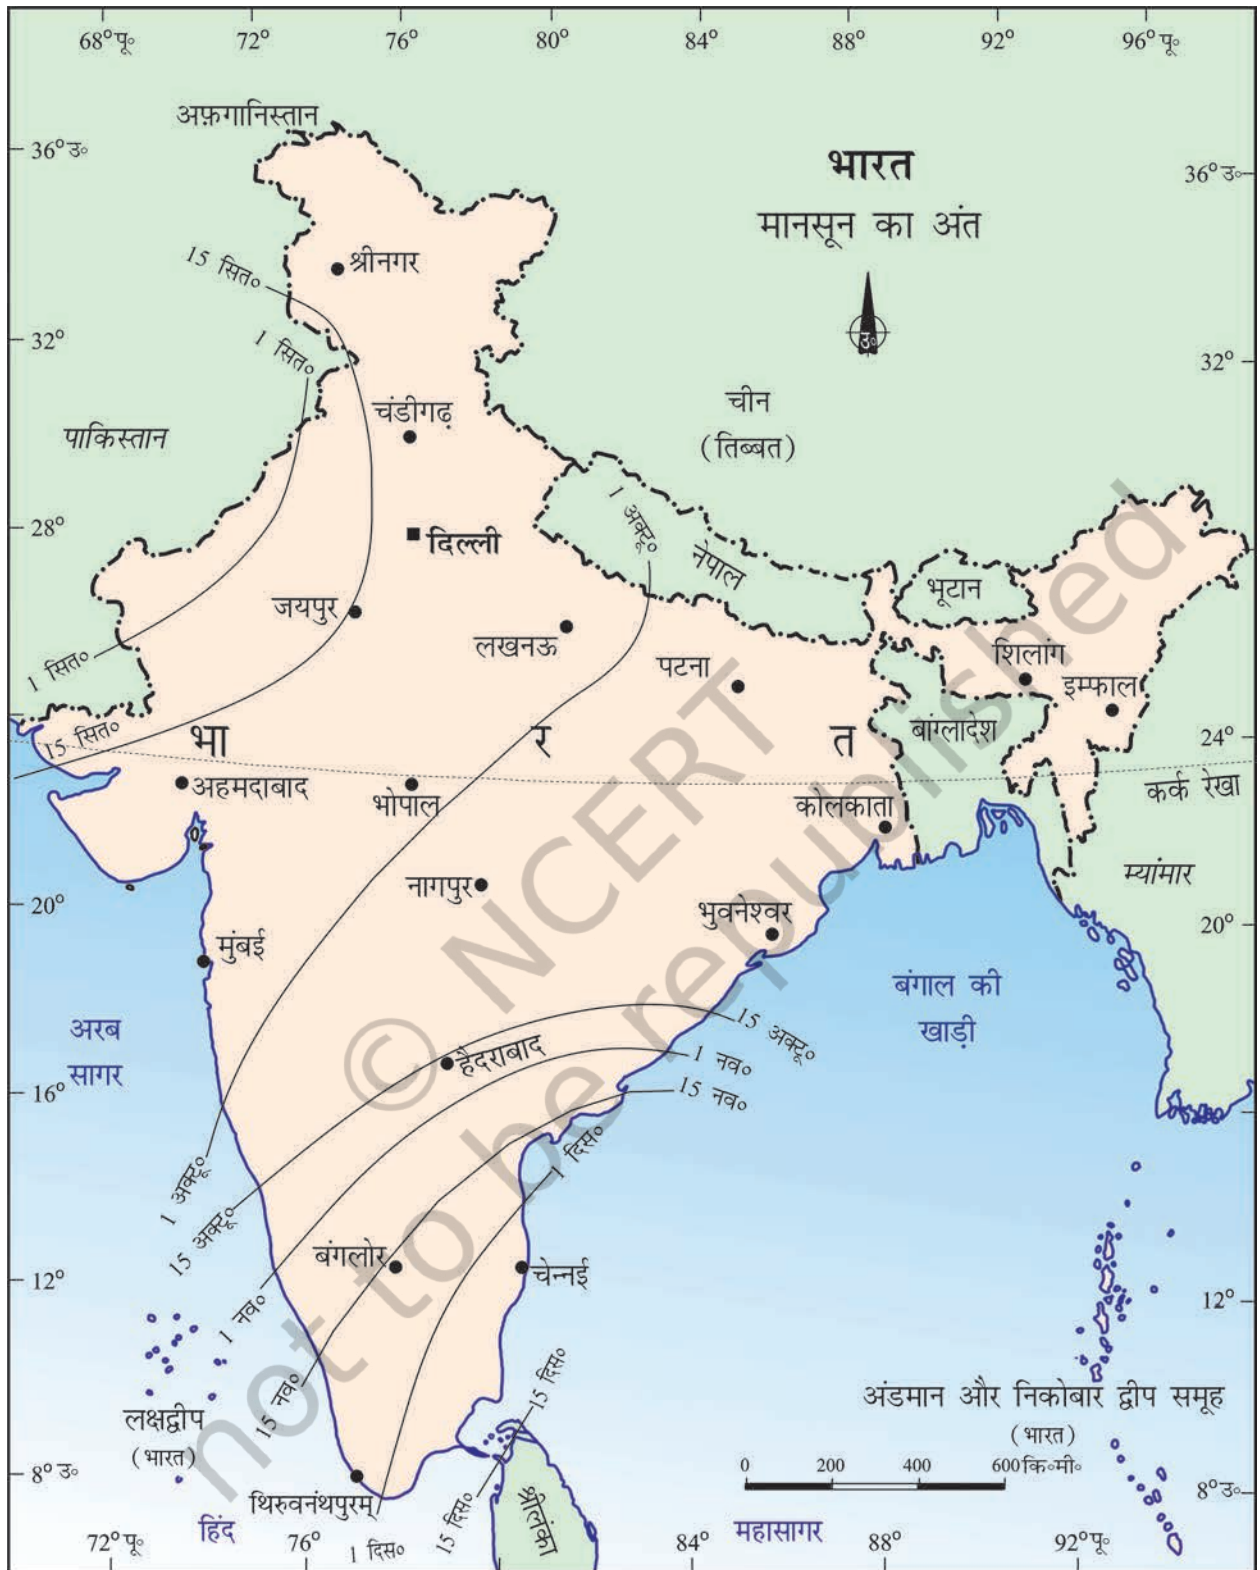 68°पू॰ 72° 76° 80° 84° 88° 92° 96°पू॰
अफ़गानिस्तान
36°उ॰
भारत
36°उ॰
मानसून का अंत
15 सित॰
श्रीनगर
उ॰
32°
1 सित॰
32°
चीन
(तिब्बत)
चंडीगढ़
पाकिस्तान
1 अक्टू॰
28°
दिल्ली
नेपाल
भूटान
जयपुर
लखनऊ
पटना
शिलांग
इम्फाल
1 सित॰
15 सित॰
भा र त
बांग्लादेश
24°
अहमदाबाद
भोपाल
कोलकाता
कर्क रेखा
म्यांमार
नागपुर
20°
भुवनेश्वर
20°
मुंबई
बंगाल की
खाड़ी
अरब
सागर
15 अक्टू॰
हैदराबाद
1 नव॰
15 नव॰
16°
1 दिस॰
1 अक्टू॰
15 अक्टू॰
बंगलोर
चेन्नई
12°
12°
1 नव॰
15 नव॰
15 दिस॰
लक्षद्वीप
(भारत)
अंडमान और निकोबार द्वीप समूह
(भारत)
0 200 400 600 कि॰मी॰
8°उ॰
8°उ॰
थिरुवनंथपुरम्
1 दिस॰
15 दिस॰
श्रीलंका
हिंद
महासागर
72°पू॰ 76° 84° 88° 92°पू॰
© NCERT
not to be republished